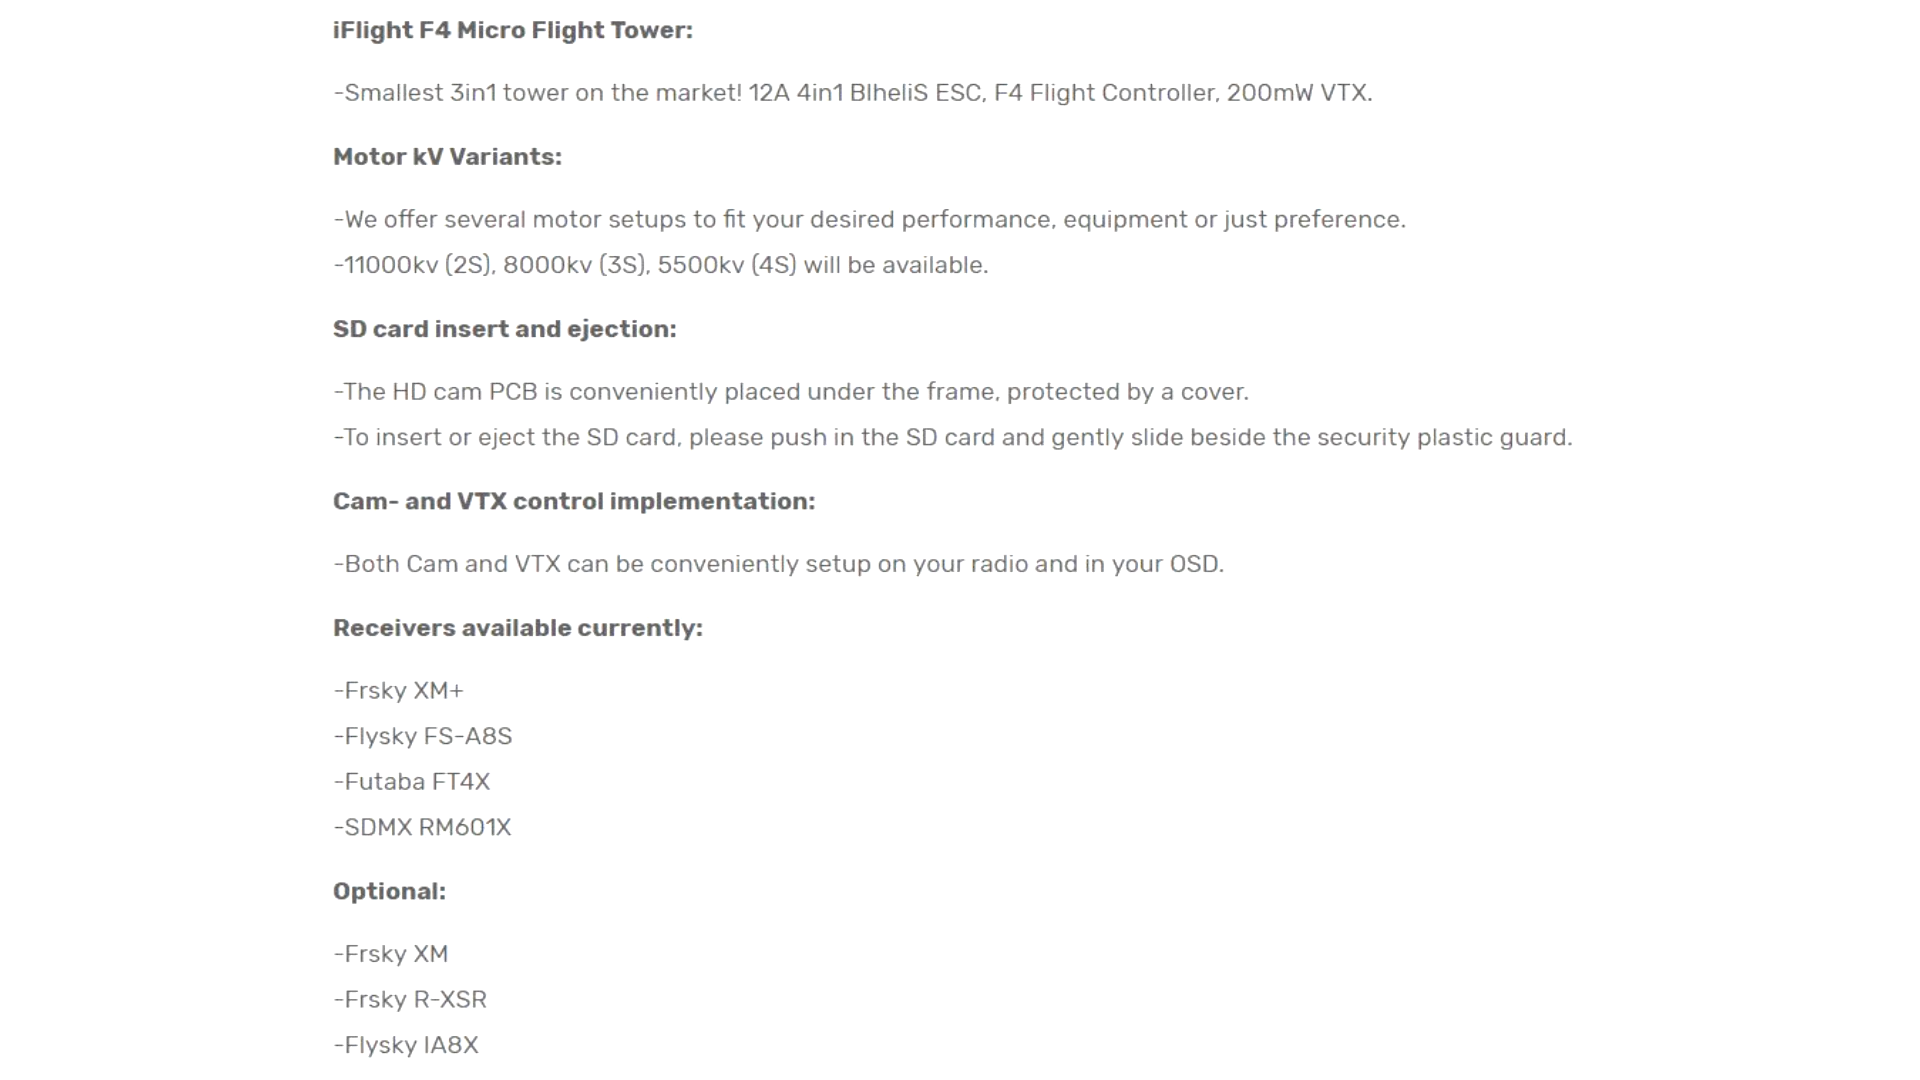 iFlight F4 Micro Flight Tower:
-Smallest 3in1 tower on the market! 12A 4in1 BlheliS ESC, F4 Flight Controller, 200mW VTX.
Motor kV Variants:
-We offer several motor setups to fit your desired performance, equipment or just preference.
-11000kv (2S), 8000kv (3S), 5500kv (4S) will be available.
SD card insert and ejection:
-The HD cam PCB is conveniently placed under the frame, protected by a cover.
-To insert or eject the SD card, please push in the SD card and gently slide beside the security plastic guard.
Cam- and VTX control implementation:
-Both Cam and VTX can be conveniently setup on your radio and in your OSD.
Receivers available currently:
-Frsky XM+
-Flysky FS-A8S
-Futaba FT4X
-SDMX RM601X
Optional:
-Frsky XM
-Frsky R-XSR
-Flysky IA8X